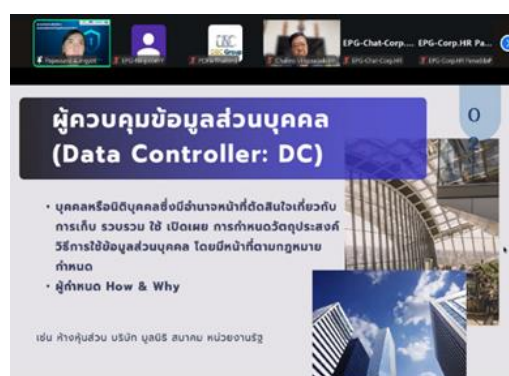 EPG-Chat-Corp.... EPG-Corp.HR Pa...
DBC Group
ผู้ควบคุมข้อมูลส่วนบุคคล
(Data Controller: DC)
• บุคคลหรือนิติบุคคลซึ่งมีอำนาจหน้าที่ตัดสินใจเกี่ยวกับ
การเก็บ รวบรวม ใช้ เปิดเผย การกำหนดวัตถุประสงค์
วิธีการใช้ข้อมูลส่วนบุคคล โดยมีหน้าที่ตามกฎหมาย
กำหนด
• ผู้กำหนด How & Why
เช่น ห้างหุ้นส่วน บริษัท มูลนิธิ สมาคม หน่วยงานรัฐ